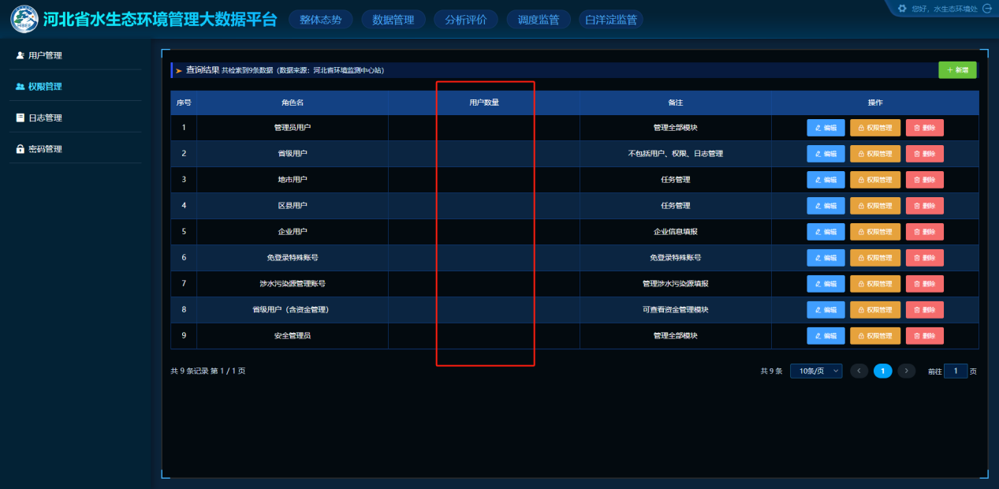 河北省水生态环境管理大数据平台 整体态势 数据管理 分析评价 调度监管 白洋淀监管 您好，水生态环境处
HBEE
用户管理
权限管理
日志管理
密码管理
查询结果 共检索到9条数据（数据来源：河北省环境监测中心站） + 新增
序号 角色名 用户数量 备注 操作
1 管理员用户 管理全部模块 编辑 权限管理 删除
2 省级用户 不包括用户、权限、日志管理 编辑 权限管理 删除
3 地市用户 任务管理 编辑 权限管理 删除
4 区县用户 任务管理 编辑 权限管理 删除
5 企业用户 企业信息填报 编辑 权限管理 删除
6 免登录特殊账号 免登录特殊账号 编辑 权限管理 删除
7 涉水污染源管理账号 管理涉水污染源填报 编辑 权限管理 删除
8 省级用户（含资金管理） 可查看资金管理模块 编辑 权限管理 删除
9 安全管理员 管理全部模块 编辑 权限管理 删除
共 9 条记录 第 1 / 1 页 共 9 条 10条/页 1 前往 1 页